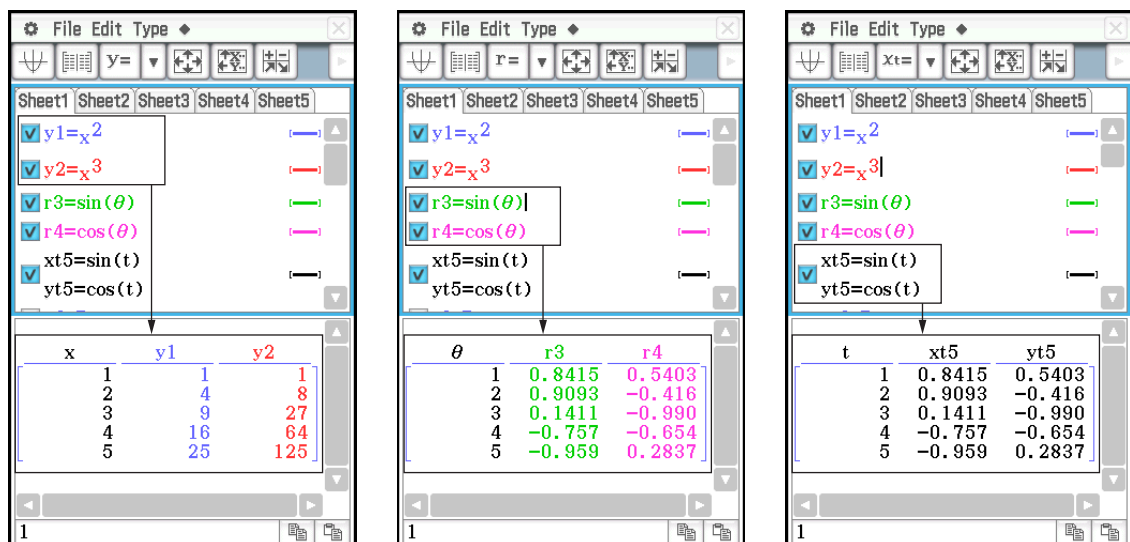 File Edit Type ◆
y=
Sheet1 Sheet2 Sheet3 Sheet4 Sheet5
y1=x²
y2=x³
r3=sin(θ)
r4=cos(θ)
xt5=sin(t)
yt5=cos(t)
x y1 y2
1 1 1
2 4 8
3 9 27
4 16 64
5 25 125
1
File Edit Type ◆
r=
Sheet1 Sheet2 Sheet3 Sheet4 Sheet5
y1=x²
y2=x³
r3=sin(θ)
r4=cos(θ)
xt5=sin(t)
yt5=cos(t)
θ r3 r4
1 0.8415 0.5403
2 0.9093 -0.416
3 0.1411 -0.990
4 -0.757 -0.654
5 -0.959 0.2837
1
File Edit Type ◆
xt=
Sheet1 Sheet2 Sheet3 Sheet4 Sheet5
y1=x²
y2=x³
r3=sin(θ)
r4=cos(θ)
xt5=sin(t)
yt5=cos(t)
t xt5 yt5
1 0.8415 0.5403
2 0.9093 -0.416
3 0.1411 -0.990
4 -0.757 -0.654
5 -0.959 0.2837
1